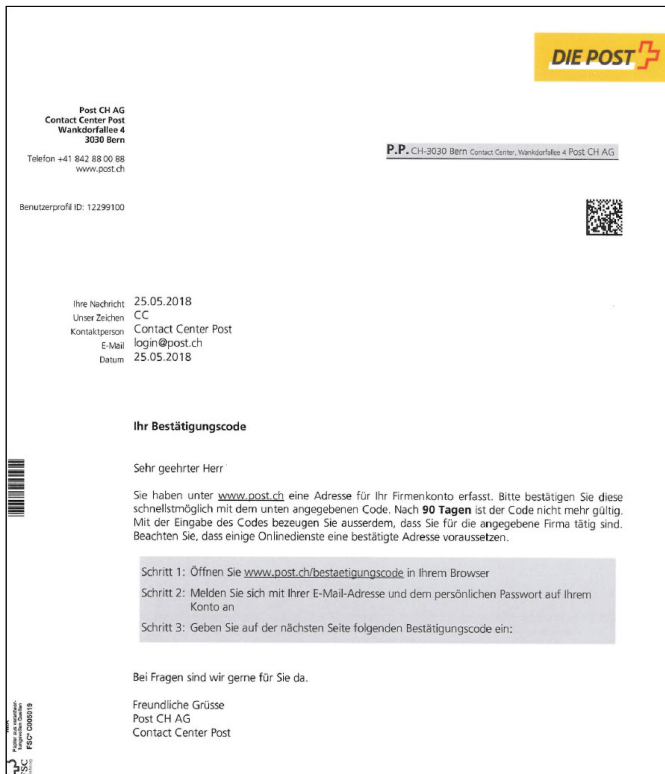 DIE POST
Post CH AG
Contact Center Post
Wankdorfallee 4
3030 Bern
Telefon +41 842 88 00 88
www.post.ch
P.P. CH-3030 Bern Contact Center, Wankdorfallee 4 Post CH AG
Benutzerprofil ID: 12299100
Ihre Nachricht 25.05.2018
Unser Zeichen CC
Kontaktperson Contact Center Post
E-Mail login@post.ch
Datum 25.05.2018
Ihr Bestätigungscode
Sehr geehrter Herr
Sie haben unter www.post.ch eine Adresse für Ihr Firmenkonto erfasst. Bitte bestätigen Sie diese
schnellstmöglich mit dem unten angegebenen Code. Nach 90 Tagen ist der Code nicht mehr gültig.
Mit der Eingabe des Codes bezeugen Sie ausserdem, dass Sie für die angegebene Firma tätig sind.
Beachten Sie, dass einige Onlinedienste eine bestätigte Adresse voraussetzen.
Schritt 1: Öffnen Sie www.post.ch/bestaetigungscode in Ihrem Browser
Schritt 2: Melden Sie sich mit Ihrer E-Mail-Adresse und dem persönlichen Passwort auf Ihrem
Konto an
Schritt 3: Geben Sie auf der nächsten Seite folgenden Bestätigungscode ein:
Bei Fragen sind wir gerne für Sie da.
Freundliche Grüsse
Post CH AG
Contact Center Post
FSC
Papier aus verantwor-
tungsvollen Quellen
FSC® C005019